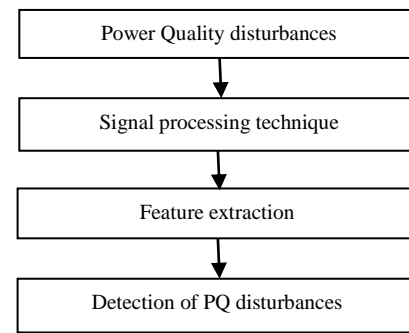 Power Quality disturbances
Signal processing technique
Feature extraction
Detection of PQ disturbances